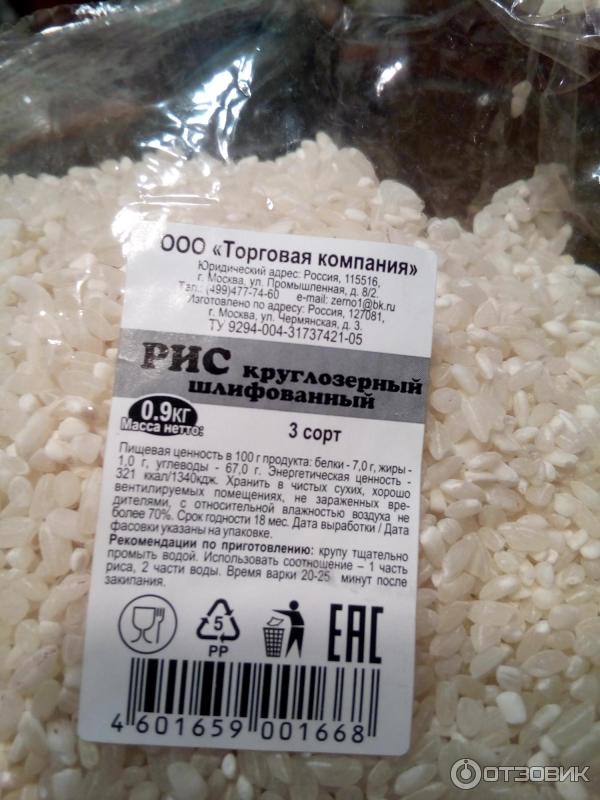 ООО «Торговая компания»
Юридический адрес: Россия, 115516,
г. Москва, ул. Промышленная, д. 8/2.
Тел.: (499)477-74-60 e-mail: zerno1@bk.ru
Изготовлено по адресу: Россия, 127081,
г. Москва, ул. Чермянская, д. 3.
ТУ 9294-004-31737421-05
РИС круглозерный
шлифованный
0.9кг
Масса нетто:
3 сорт
Пищевая ценность в 100 г продукта: белки - 7,0 г, жиры -
1,0 г, углеводы - 67,0 г. Энергетическая ценность -
321 ккал/1340кдж. Хранить в чистых сухих, хорошо
вентилируемых помещениях, не зараженных вре-
дителями, с относительной влажностью воздуха не
более 70%. Срок годности 18 мес. Дата выработки / Дата
фасовки указаны на упаковке.
Рекомендации по приготовлению: крупу тщательно
промыть водой. Использовать соотношение – 1 часть
риса, 2 части воды. Время варки 20-25 минут после
закипания.
5
PP
EAC
4 601659 001668
ОТЗОВИК